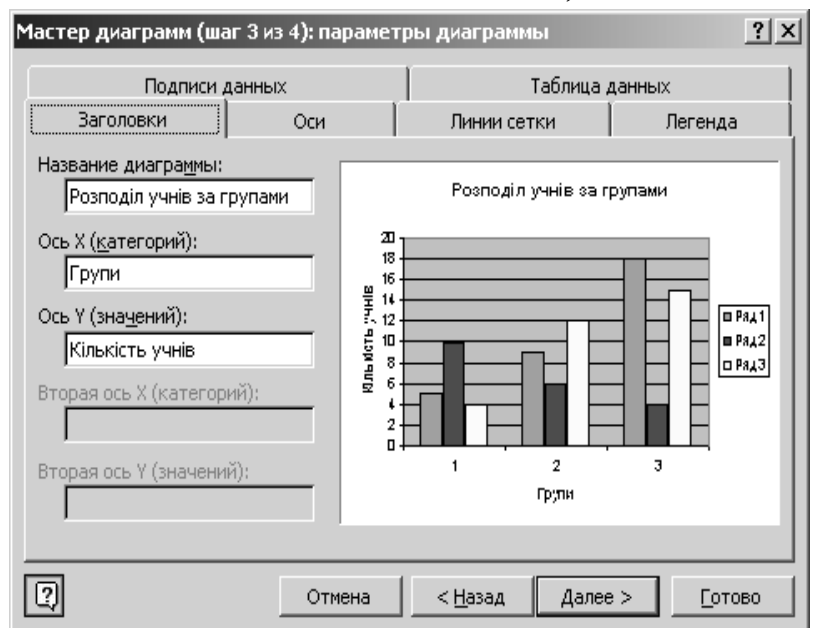 Мастер диаграмм (шаг 3 из 4): параметры диаграммы
Подписи данных
Таблица данных
Заголовки
Оси
Линии сетки
Легенда
Название диаграммы:
Розподіл учнів за групами
Ось X (категорий):
Групи
Ось Y (значений):
Кількість учнів
Вторая ось X (категорий):
Вторая ось Y (значений):
Розподіл учнів за групами
Кількість учнів
20
18
16
14
12
10
8
6
4
2
0
1
2
3
Групи
Ряд1
Ряд2
Ряд3
Отмена
< Назад
Далее >
Готово